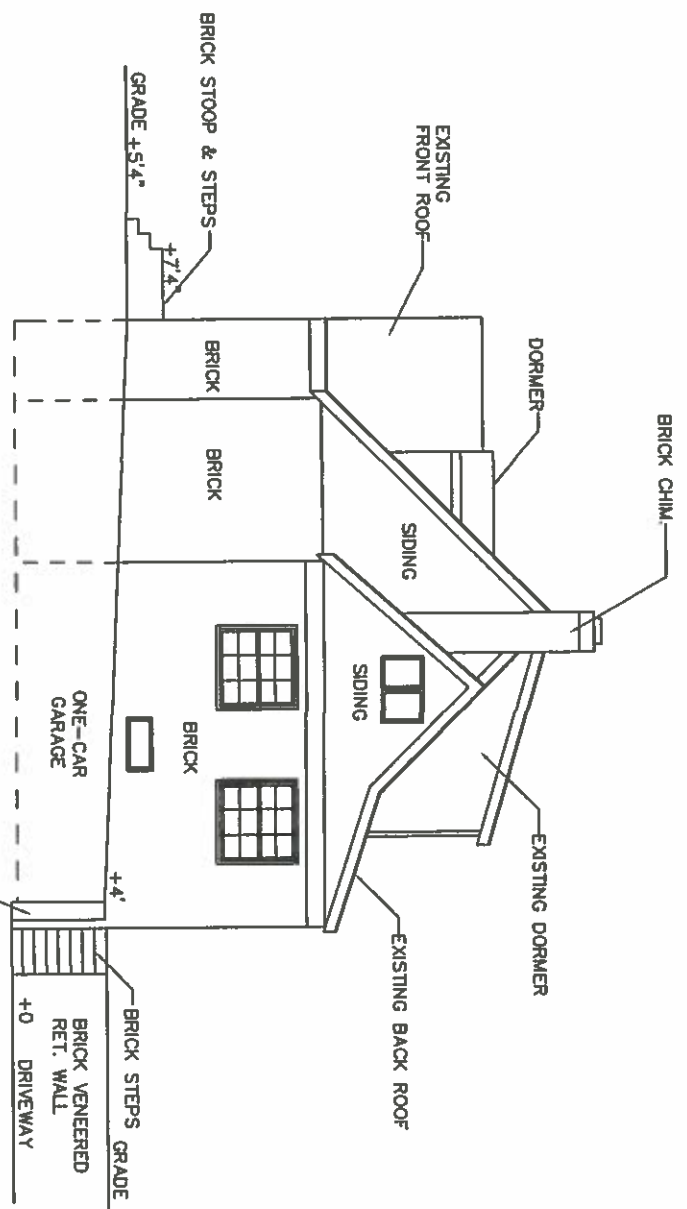 BRICK CHIM.
DORMER
EXISTING
FRONT ROOF
SIDING
EXISTING DORMER
SIDING
EXISTING BACK ROOF
BRICK STOOP & STEPS
+7'4"
GRADE +5'4"
BRICK
BRICK
BRICK
ONE-CAR
GARAGE
+4'
BRICK STEPS
GRADE
BRICK VENEERED
RET. WALL
+0 DRIVEWAY